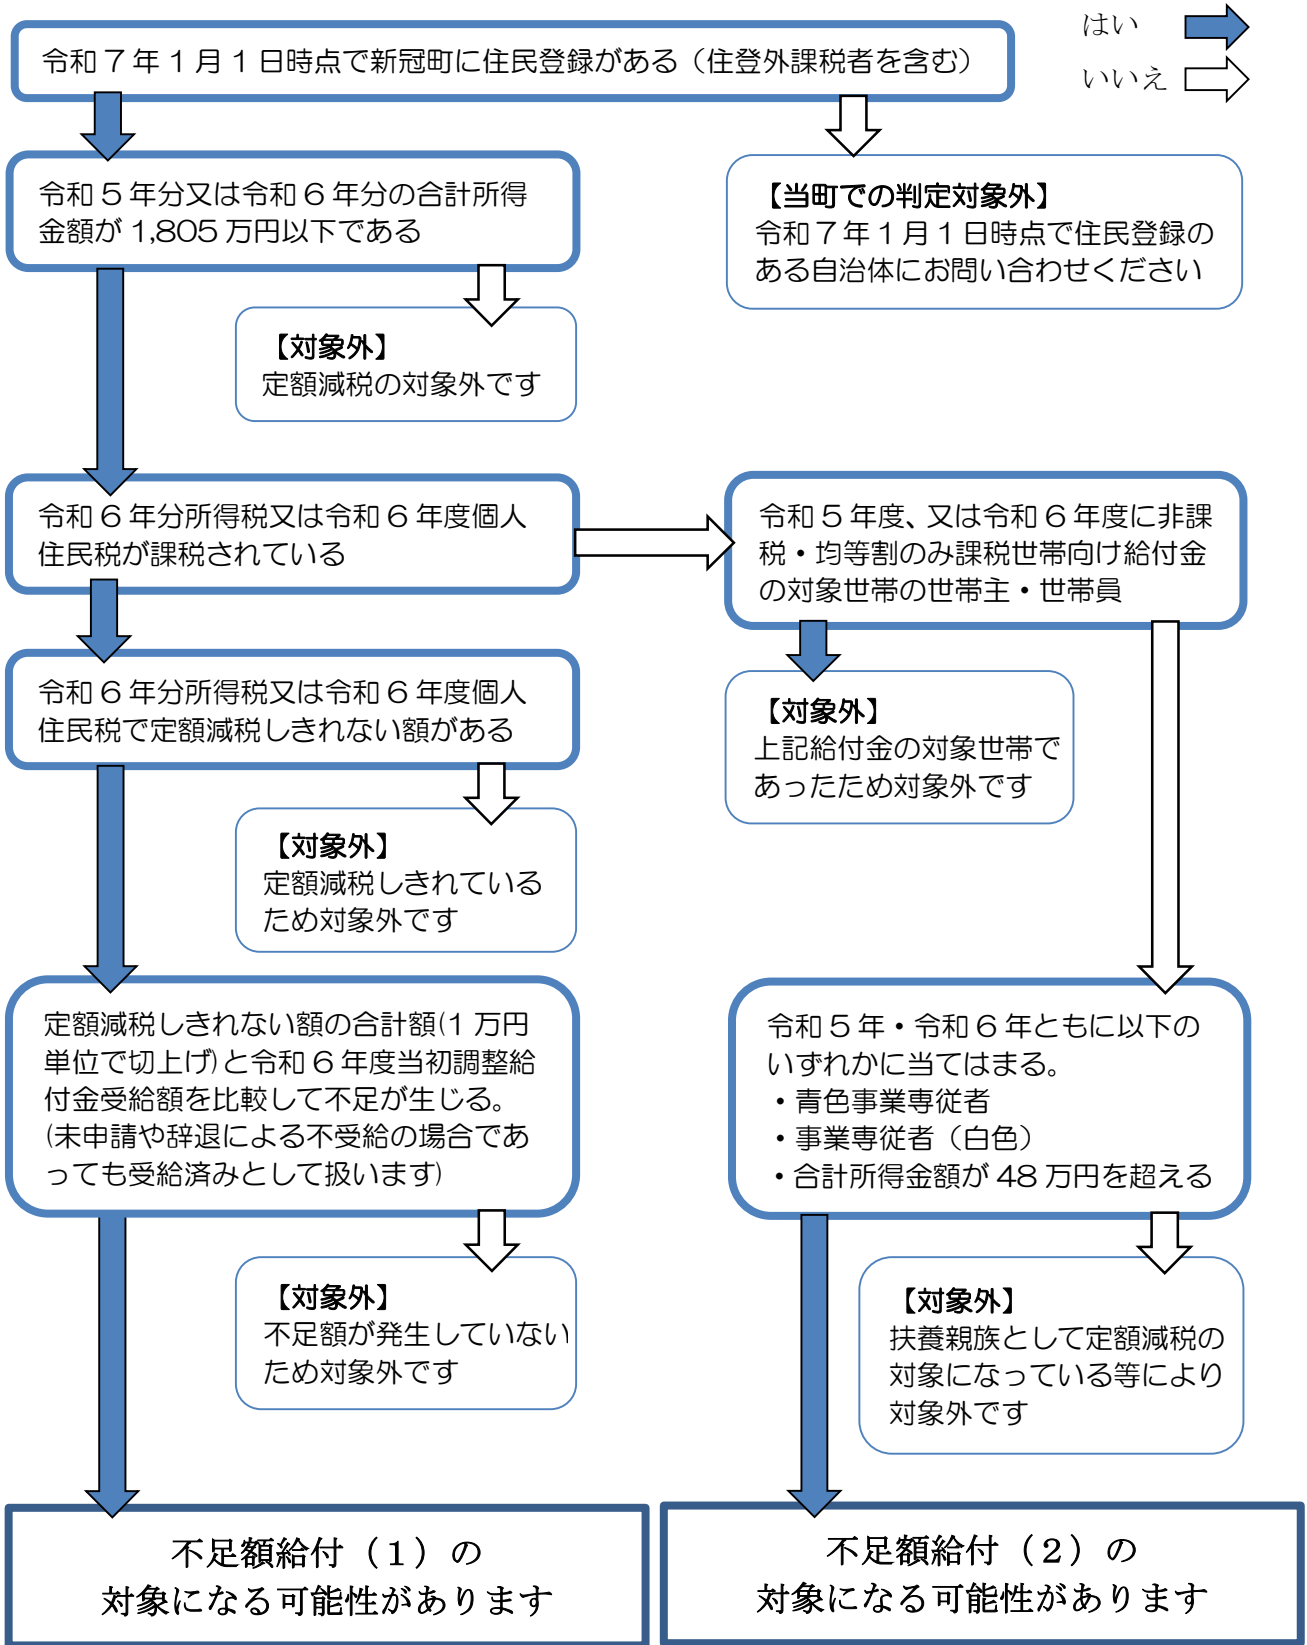 はい
いいえ
令和7年1月1日時点で新冠町に住民登録がある（住登外課税者を含む）
令和5年分又は令和6年分の合計所得
金額が1,805万円以下である
【当町での判定対象外】
令和7年1月1日時点で住民登録の
ある自治体にお問い合わせください
【対象外】
定額減税の対象外です
令和6年分所得税又は令和6年度個人
住民税が課税されている
令和5年度、又は令和6年度に非課
税・均等割のみ課税世帯向け給付金
の対象世帯の世帯主・世帯員
令和6年分所得税又は令和6年度個人
住民税で定額減税しきれない額がある
【対象外】
上記給付金の対象世帯で
あったため対象外です
【対象外】
定額減税しきれている
ため対象外です
定額減税しきれない額の合計額(1万円
単位で切上げ)と令和6年度当初調整給
付金受給額を比較して不足が生じる。
(未申請や辞退による不受給の場合であ
っても受給済みとして扱います)
令和5年・令和6年ともに以下の
いずれかに当てはまる。
・青色事業専従者
・事業専従者（白色）
・合計所得金額が48万円を超える
【対象外】
不足額が発生していない
ため対象外です
【対象外】
扶養親族として定額減税の
対象になっている等により
対象外です
不足額給付（１）の
対象になる可能性があります
不足額給付（２）の
対象になる可能性があります